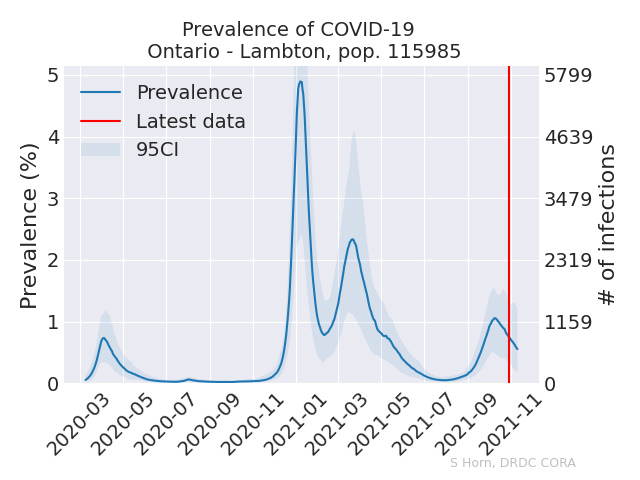 Prevalence of COVID-19
Ontario - Lambton, pop. 115985
Prevalence (%)
5
4
3
2
1
0
Prevalence
Latest data
95CI
5799
4639
3479
2319
1159
0
# of infections
2020-03
2020-05
2020-07
2020-09
2020-11
2021-01
2021-03
2021-05
2021-07
2021-09
2021-11
S Horn, DRDC CORA